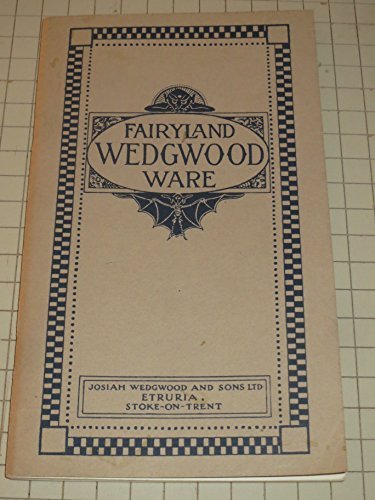 FAIRYLAND
WEDGWOOD
WARE
JOSIAH WEDGWOOD AND SONS LTD
ETRURIA
STOKE-ON-TRENT